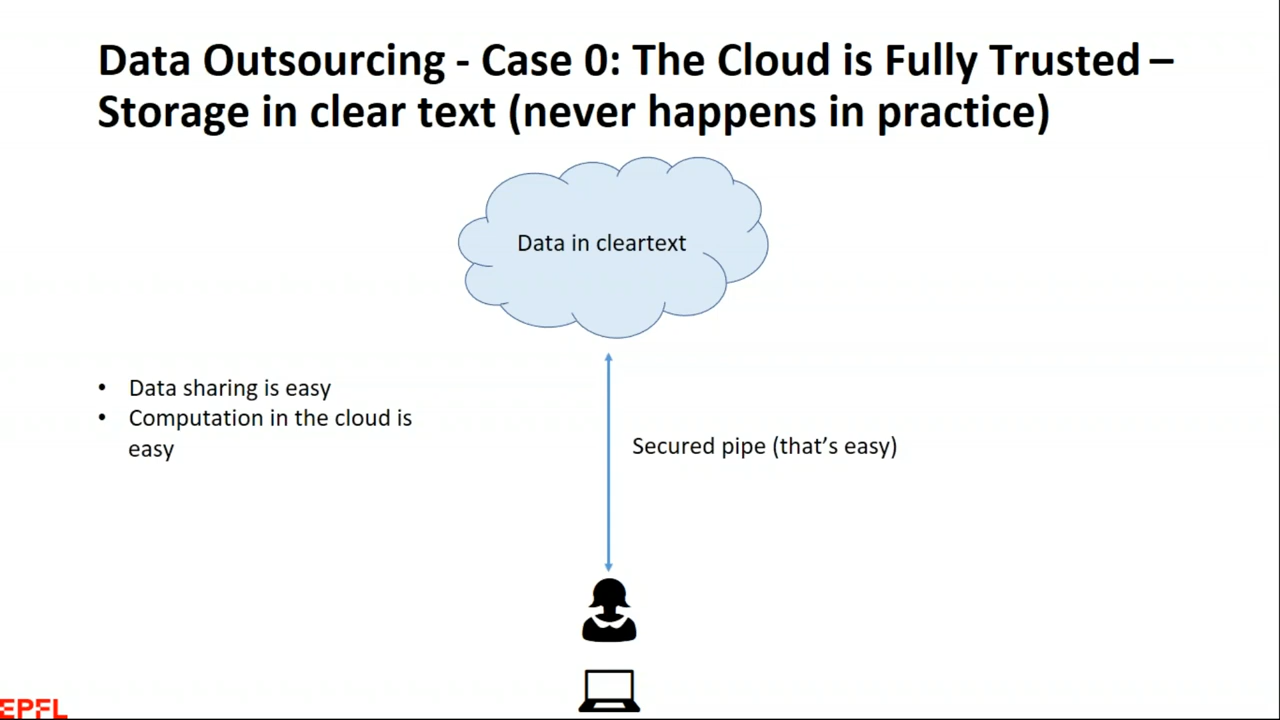 Data Outsourcing - Case 0: The Cloud is Fully Trusted –
Storage in clear text (never happens in practice)
Data in cleartext
• Data sharing is easy
• Computation in the cloud is
easy
Secured pipe (that’s easy)
EPFL